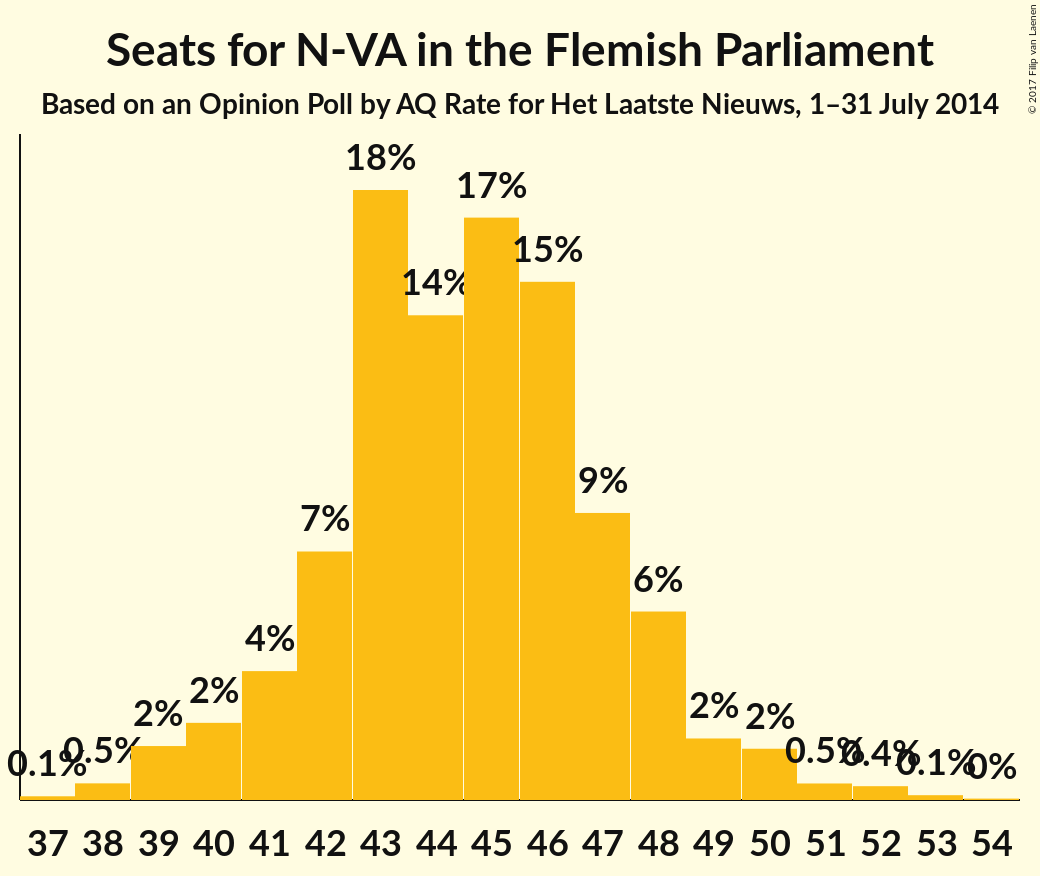 Seats for N-VA in the Flemish Parliament
Based on an Opinion Poll by AQ Rate for Het Laatste Nieuws, 1–31 July 2014
© 2017 Filip van Laenen
0.1% 0.5% 2% 2% 4% 7% 18% 14% 17% 15% 9% 6% 2% 2% 0.5% 0.4% 0.1% 0%
37 38 39 40 41 42 43 44 45 46 47 48 49 50 51 52 53 54